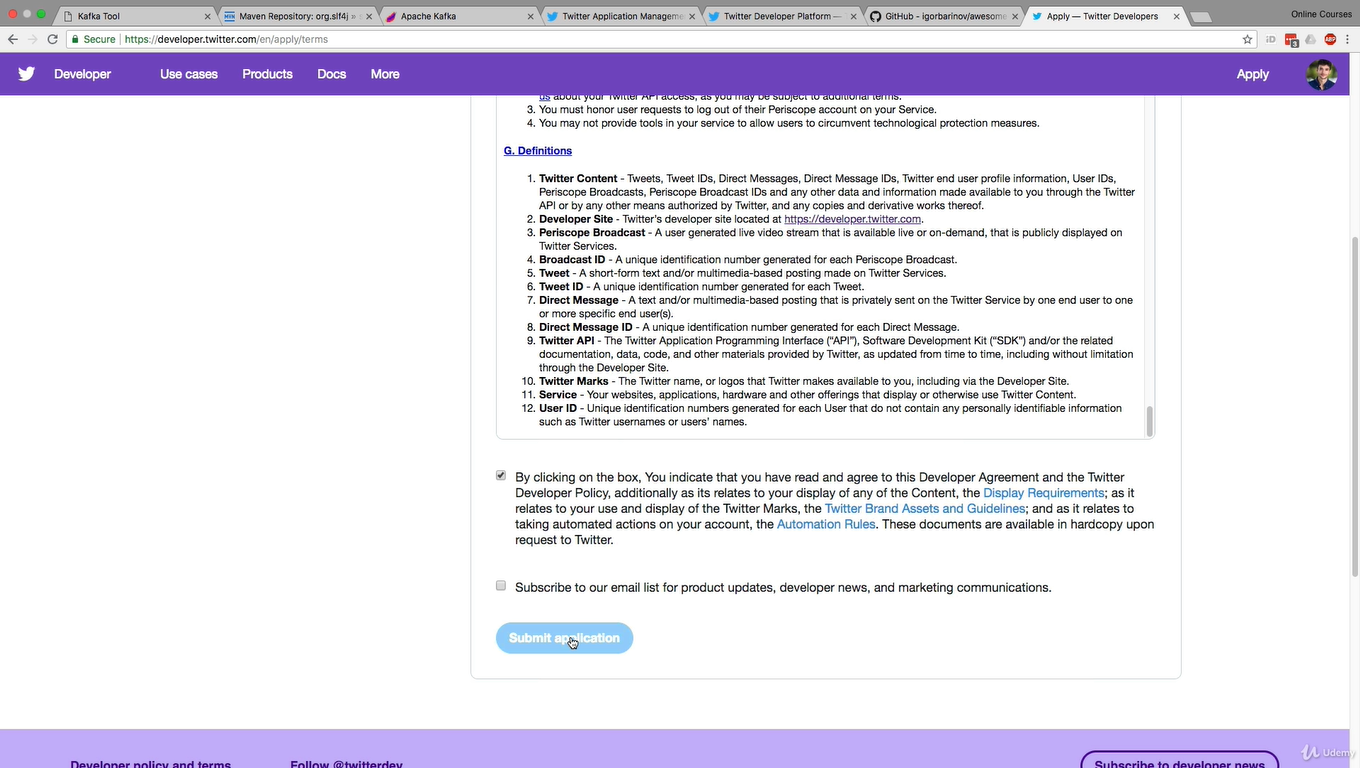 Kafka Tool
Maven Repository: org.slf4j » s
Apache Kafka
Twitter Application Manageme
Twitter Developer Platform —
GitHub - igorbarinov/awesome
Apply — Twitter Developers
Online Courses
Secure | https://developer.twitter.com/en/apply/terms
Developer
Use cases
Products
Docs
More
Apply
us about your Twitter API access, as you may be subject to additional terms.
3. You must honor user requests to log out of their Periscope account on your Service.
4. You may not provide tools in your service to allow users to circumvent technological protection measures.
G. Definitions
1. Twitter Content - Tweets, Tweet IDs, Direct Messages, Direct Message IDs, Twitter end user profile information, User IDs,
Periscope Broadcasts, Periscope Broadcast IDs and any other data and information made available to you through the Twitter
API or by any other means authorized by Twitter, and any copies and derivative works thereof.
2. Developer Site - Twitter's developer site located at https://developer.twitter.com.
3. Periscope Broadcast - A user generated live video stream that is available live or on-demand, that is publicly displayed on
Twitter Services.
4. Broadcast ID - A unique identification number generated for each Periscope Broadcast.
5. Tweet - A short-form text and/or multimedia-based posting made on Twitter Services.
6. Tweet ID - A unique identification number generated for each Tweet.
7. Direct Message - A text and/or multimedia-based posting that is privately sent on the Twitter Service by one end user to one
or more specific end user(s).
8. Direct Message ID - A unique identification number generated for each Direct Message.
9. Twitter API - The Twitter Application Programming Interface (“API”), Software Development Kit (“SDK”) and/or the related
documentation, data, code, and other materials provided by Twitter, as updated from time to time, including without limitation
through the Developer Site.
10. Twitter Marks - The Twitter name, or logos that Twitter makes available to you, including via the Developer Site.
11. Service - Your websites, applications, hardware and other offerings that display or otherwise use Twitter Content.
12. User ID - Unique identification numbers generated for each User that do not contain any personally identifiable information
such as Twitter usernames or users’ names.
By clicking on the box, You indicate that you have read and agree to this Developer Agreement and the Twitter
Developer Policy, additionally as its relates to your display of any of the Content, the Display Requirements; as it
relates to your use and display of the Twitter Marks, the Twitter Brand Assets and Guidelines; and as it relates to
taking automated actions on your account, the Automation Rules. These documents are available in hardcopy upon
request to Twitter.
Subscribe to our email list for product updates, developer news, and marketing communications.
Submit application
Udemy
Developer policy and terms
Follow @twitterdev
Subscribe to developer news